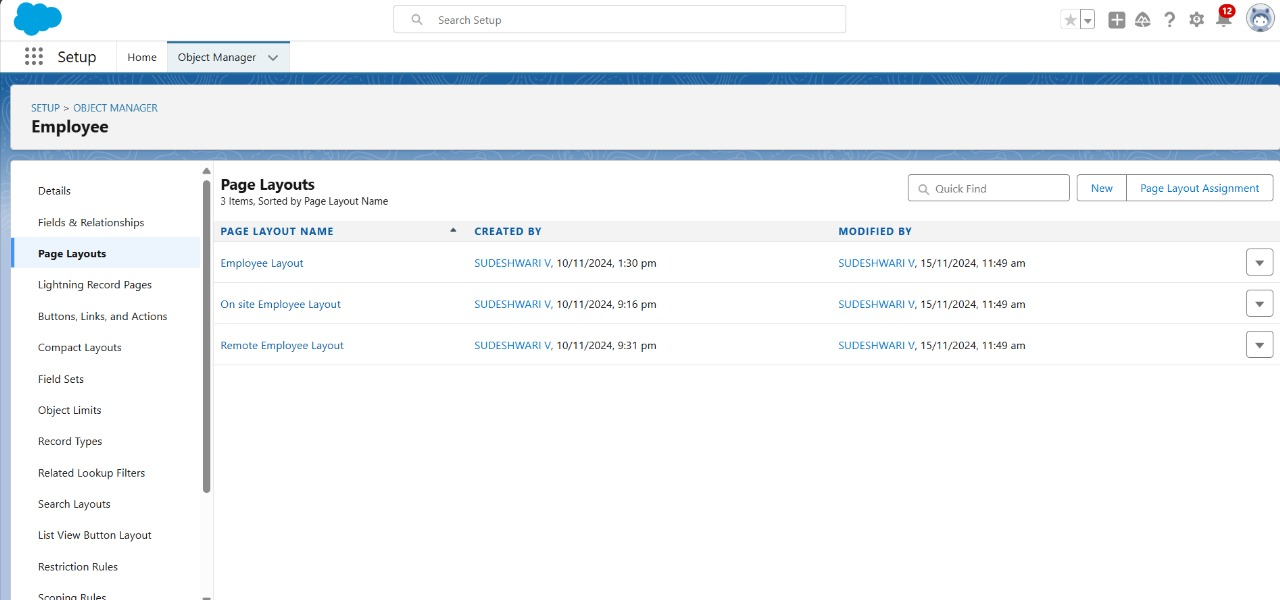 Search Setup
12
Setup
Home
Object Manager
SETUP > OBJECT MANAGER
Employee
Details
Fields & Relationships
Page Layouts
Lightning Record Pages
Buttons, Links, and Actions
Compact Layouts
Field Sets
Object Limits
Record Types
Related Lookup Filters
Search Layouts
List View Button Layout
Restriction Rules
Scoping Rules
Page Layouts
3 Items, Sorted by Page Layout Name
Quick Find
New
Page Layout Assignment
PAGE LAYOUT NAME CREATED BY MODIFIED BY
Employee Layout SUDESHWARI V, 10/11/2024, 1:30 pm SUDESHWARI V, 15/11/2024, 11:49 am
On site Employee Layout SUDESHWARI V, 10/11/2024, 9:16 pm SUDESHWARI V, 15/11/2024, 11:49 am
Remote Employee Layout SUDESHWARI V, 10/11/2024, 9:31 pm SUDESHWARI V, 15/11/2024, 11:49 am